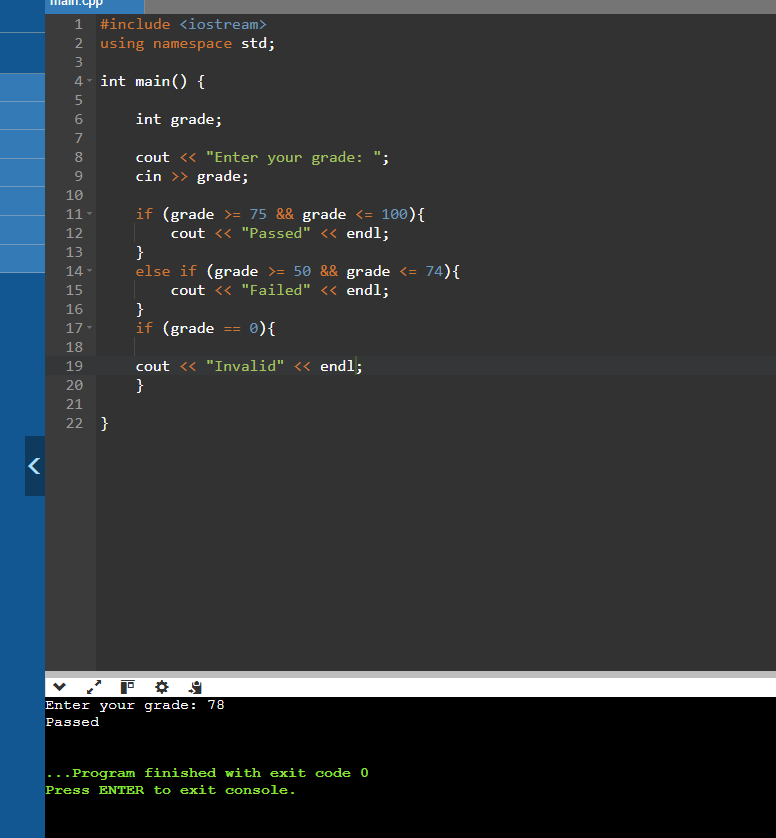 main.cpp
1 #include <iostream>
2 using namespace std;
3
4 int main() {
5
6 int grade;
7
8 cout << "Enter your grade: ";
9 cin >> grade;
10
11 if (grade >= 75 && grade <= 100){
12 cout << "Passed" << endl;
13 }
14 else if (grade >= 50 && grade <= 74){
15 cout << "Failed" << endl;
16 }
17 if (grade == 0){
18
19 cout << "Invalid" << endl;
20 }
21
22 }
Enter your grade: 78
Passed
...Program finished with exit code 0
Press ENTER to exit console.